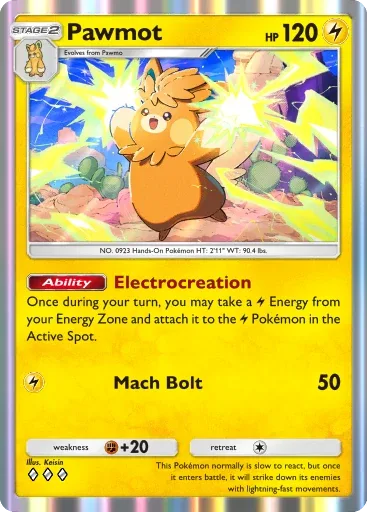 STAGE2 Pawmot HP 120
Evolves from Pawmo
NO. 0923 Hands-On Pokémon HT: 2'11" WT: 90.4 lbs.
Ability Electrocreation
Once during your turn, you may take a Energy from
your Energy Zone and attach it to the Pokémon in the
Active Spot.
Mach Bolt 50
weakness +20 retreat
Illus. Keisin
This Pokémon normally is slow to react, but once
it enters battle, it will strike down its enemies
with lightning-fast movements.